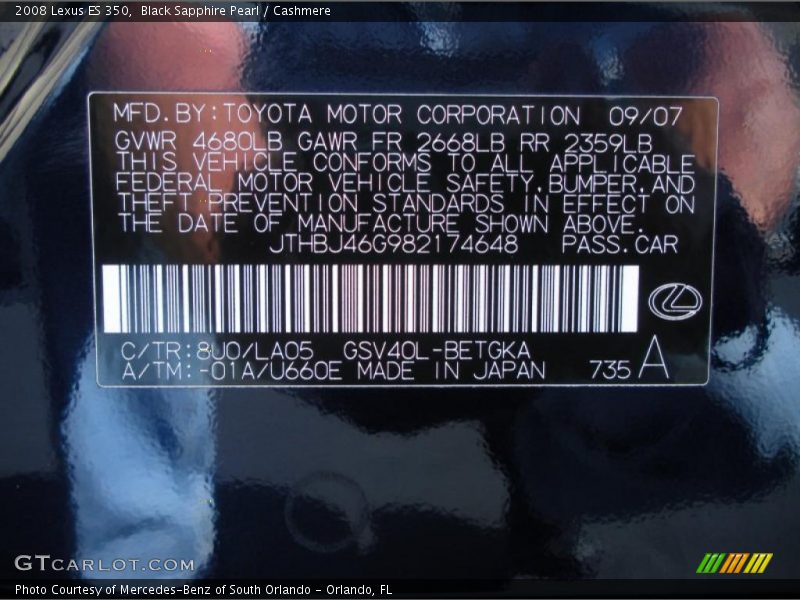 2008 Lexus ES 350, Black Sapphire Pearl / Cashmere
MFD.BY:TOYOTA MOTOR CORPORATION 09/07
GVWR 4680LB GAWR FR 2668LB RR 2359LB
THIS VEHICLE CONFORMS TO ALL APPLICABLE
FEDERAL MOTOR VEHICLE SAFETY,BUMPER,AND
THEFT PREVENTION STANDARDS IN EFFECT ON
THE DATE OF MANUFACTURE SHOWN ABOVE.
JTHBJ46G982174648 PASS.CAR
C/TR:8U0/LA05 GSV40L-BETGKA
A/TM:-01A/U660E MADE IN JAPAN 735 A
GTCARLOT.COM
Photo Courtesy of Mercedes-Benz of South Orlando - Orlando, FL